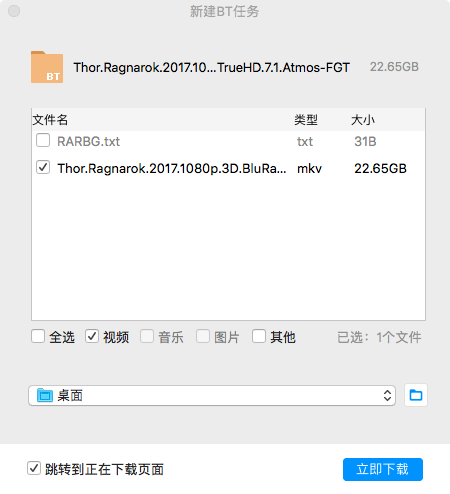 新建BT任务
BT
Thor.Ragnarok.2017.10...TrueHD.7.1.Atmos-FGT 22.65GB
文件名 类型 大小
RARBG.txt txt 31B
Thor.Ragnarok.2017.1080p.3D.BluRa... mkv 22.65GB
全选 视频 音乐 图片 其他 已选：1个文件
桌面
跳转到正在下载页面 立即下载